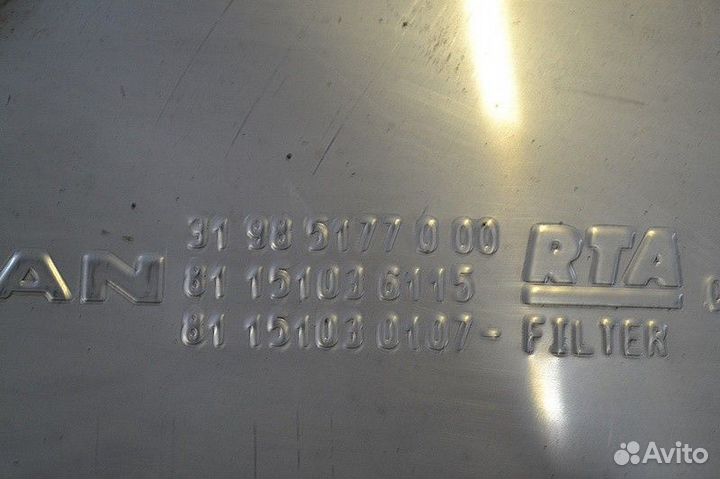 31 98 5177 0 00
AN 81 15103 6115 RTA
81 15103 0107- FILTER
Avito